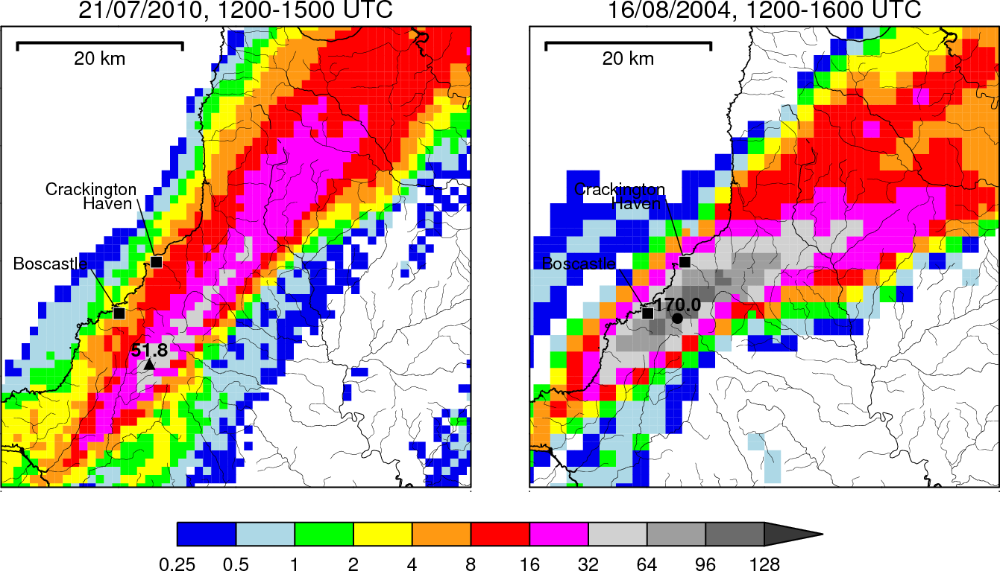 21/07/2010, 1200-1500 UTC
20 km
Crackington
Haven
Boscastle
51.8
16/08/2004, 1200-1600 UTC
20 km
Crackington
Haven
Boscastle
170.0
0.25 0.5 1 2 4 8 16 32 64 96 128